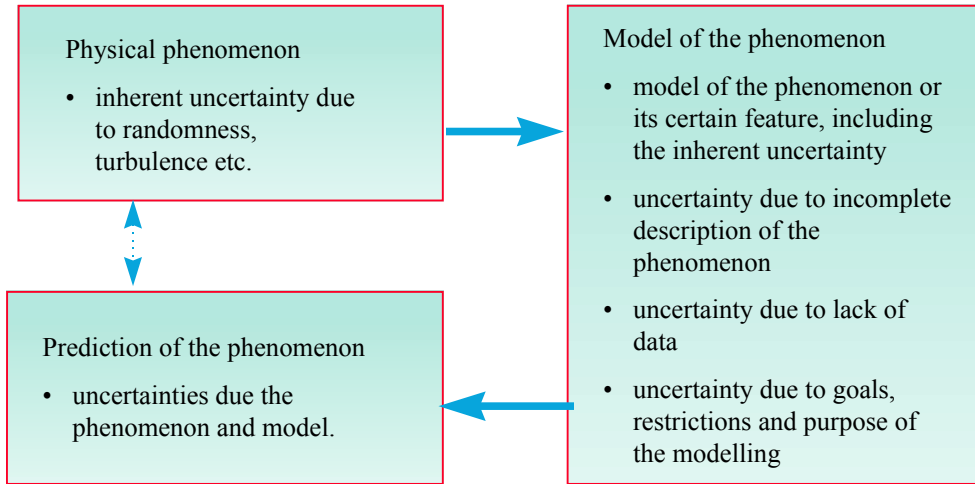 Physical phenomenon
• inherent uncertainty due
to randomness,
turbulence etc.
Model of the phenomenon
• model of the phenomenon or
its certain feature, including
the inherent uncertainty
• uncertainty due to incomplete
description of the
phenomenon
• uncertainty due to lack of
data
• uncertainty due to goals,
restrictions and purpose of
the modelling
Prediction of the phenomenon
• uncertainties due the
phenomenon and model.